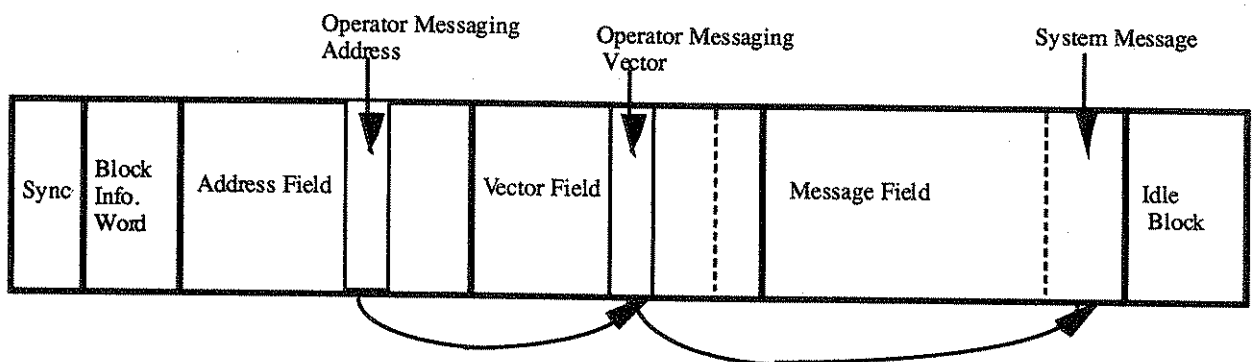 Operator Messaging
Address
Operator Messaging
Vector
System Message
Sync
Block
Info.
Word
Address Field
Vector Field
Message Field
Idle
Block